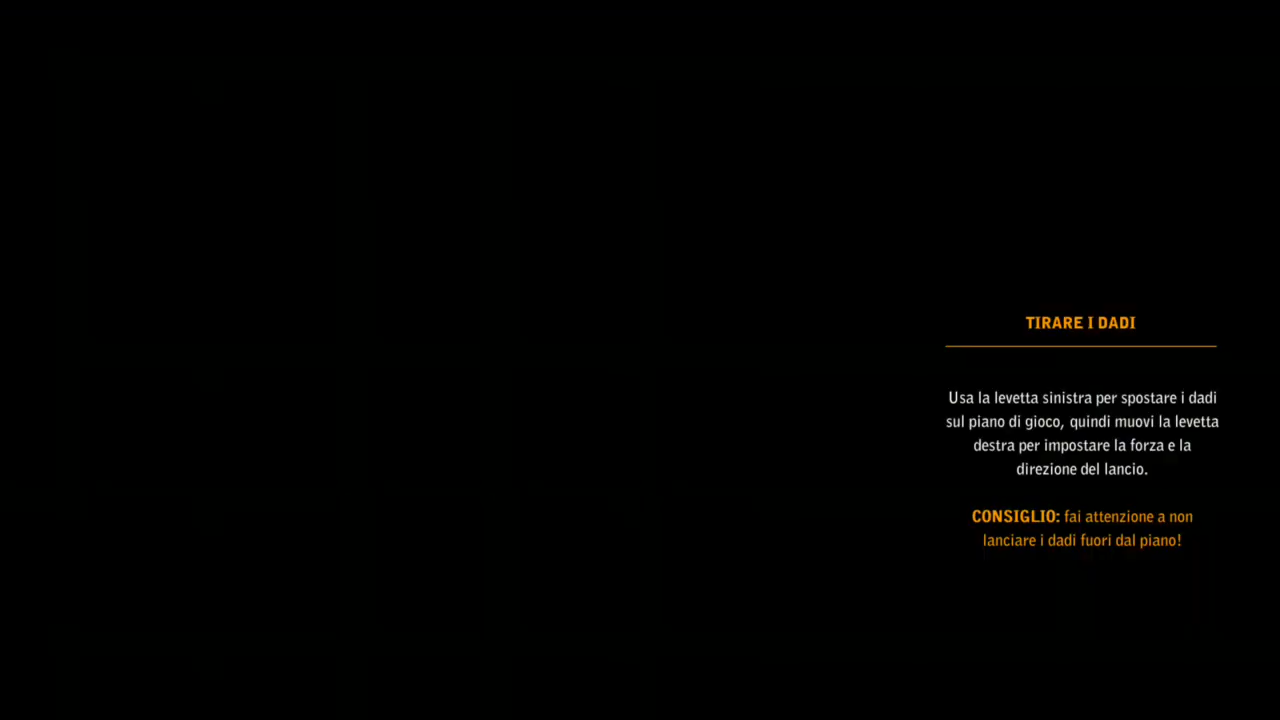 TIRARE I DADI
Usa la levetta sinistra per spostare i dadi
sul piano di gioco, quindi muovi la levetta
destra per impostare la forza e la
direzione del lancio.
CONSIGLIO: fai attenzione a non
lanciare i dadi fuori dal piano!